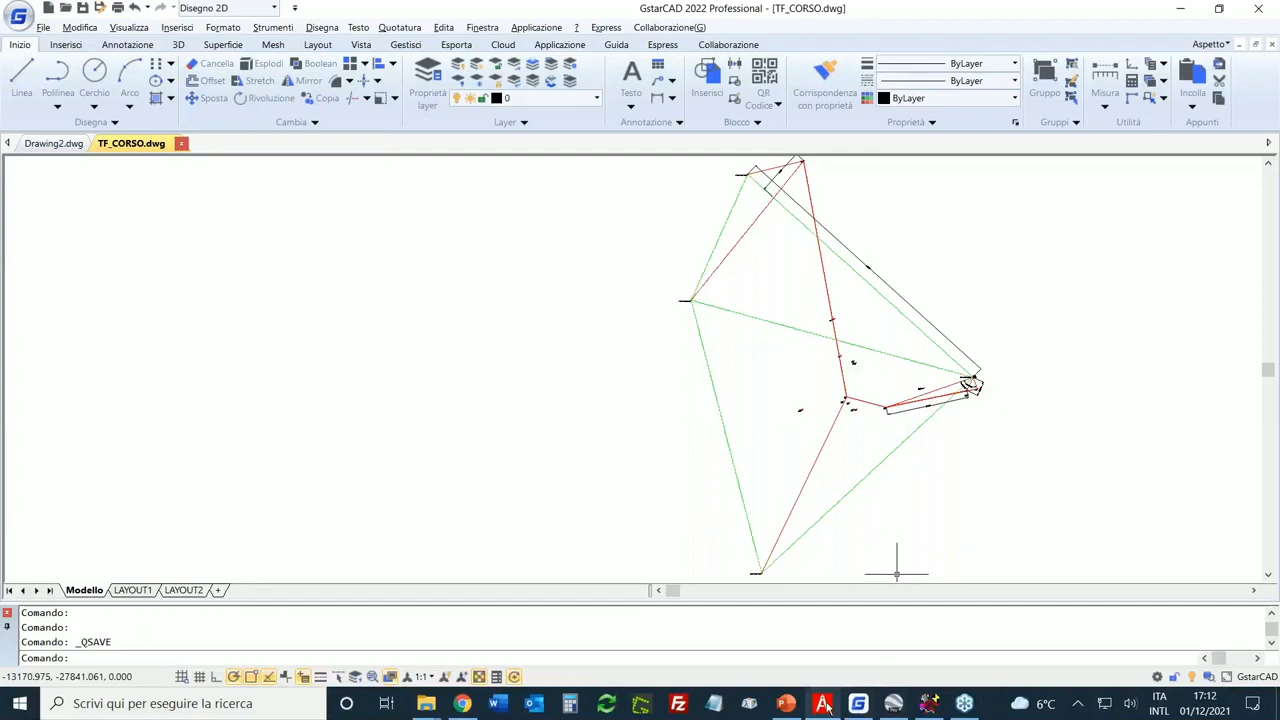 Disegno 2D
GstarCAD 2022 Professional - [TF_CORSO.dwg]
File Modifica Visualizza Inserisci Formato Strumenti Disegna Testo Quotatura Edita Finestra Applicazione ? Express Collaborazione(G)
Inizio Inserisci Annotazione 3D Superficie Mesh Layout Vista Gestisci Esporta Cloud Applicazione Guida Express Collaborazione Aspetto
Cancella Esplodi Boolean
Offset Stretch Mirror
Sposta Rivoluzione Copia
Linea Polilinea Cerchio Arco
Proprietà layer
0
Testo
Inserisci QR Codice
Corrispondenza con proprietà
ByLayer
ByLayer
ByLayer
Gruppo Misura Incolla
Disegna Cambia Layer Annotazione Blocco Proprietà Gruppi Utilità Appunti
Drawing2.dwg TF_CORSO.dwg
Modello LAYOUT1 LAYOUT2 +
Comando:
Comando:
Comando: _QSAVE
Comando:
-13170.975, -27841.061, 0.000
1:1
GstarCAD
Scrivi qui per eseguire la ricerca
6°C
ITA
INTL
17:12
01/12/2021